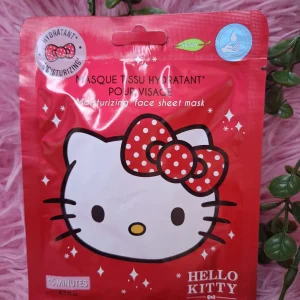 HYDRATANT*
MOISTURIZING*
MASQUE TISSU HYDRATANT*
POUR VISAGE
Moisturizing* face sheet mask
MINUTES
HELLO
KITTY